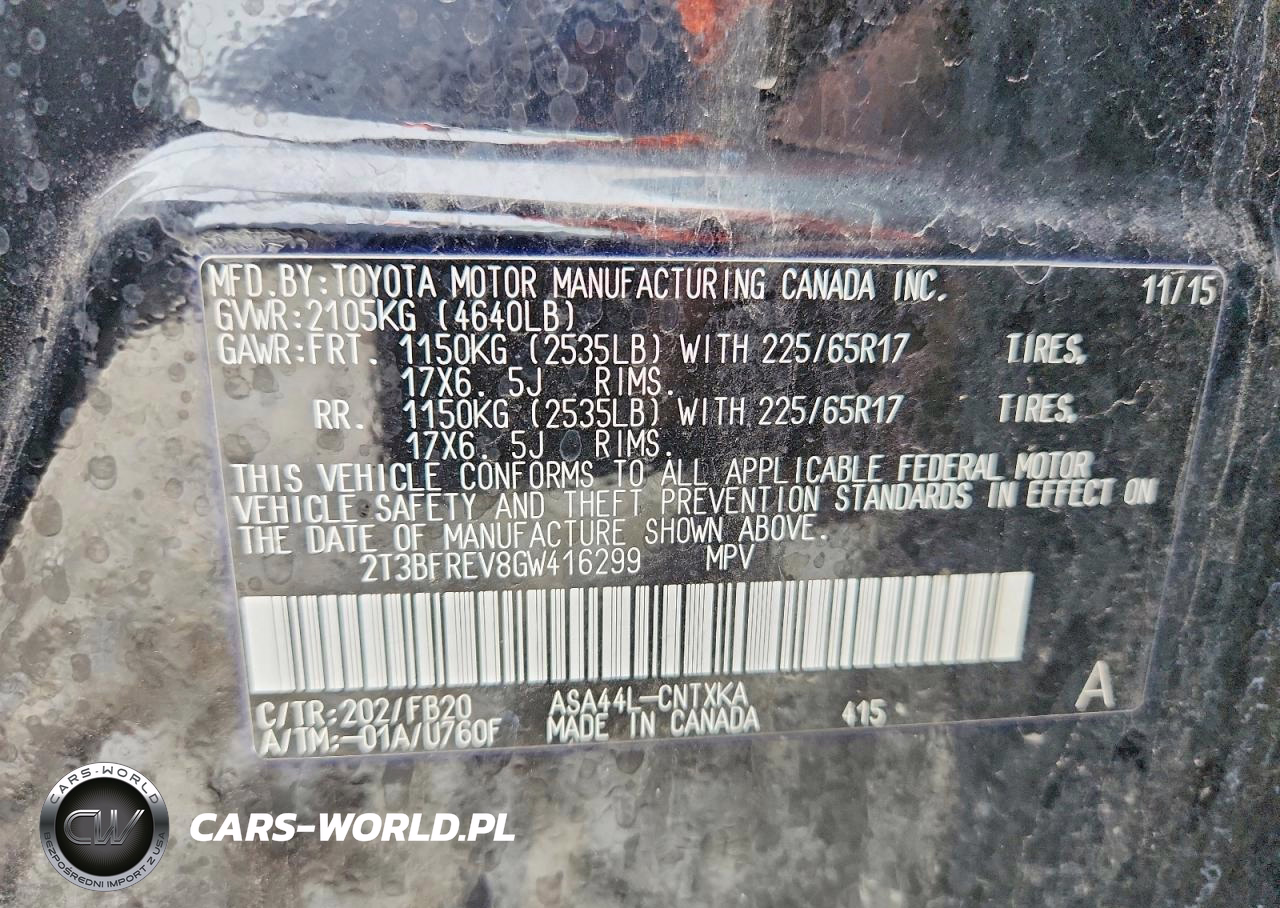 MFD.BY:TOYOTA MOTOR MANUFACTURING CANADA INC. 11/15
GVWR:2105KG (4640LB)
GAWR:FRT. 1150KG (2535LB) WITH 225/65R17 TIRES,
17X6. 5J RIMS.
RR. 1150KG (2535LB) WITH 225/65R17 TIRES,
17X6. 5J RIMS.
THIS VEHICLE CONFORMS TO ALL APPLICABLE FEDERAL MOTOR
VEHICLE SAFETY AND THEFT PREVENTION STANDARDS IN EFFECT ON
THE DATE OF MANUFACTURE SHOWN ABOVE.
2T3BFREV8GW416299 MPV
C/TR:202/FB20 ASA44L-CNTXKA 415 A
A/TM:-01A/U760F MADE IN CANADA
CARS-WORLD
CW
BEZPOŚREDNI IMPORT Z USA
CARS-WORLD.PL